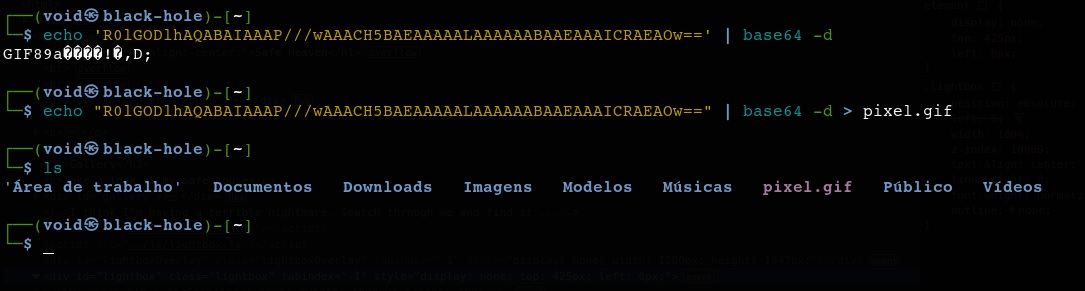 ┌──(void㉿black-hole)-[~]
└─$ echo 'R0lGODlhAQABAIAAAP///wAAACH5BAEAAAAALAAAAAABAAEAAAICRAEAOw==' | base64 -d
GIF89a����!�,D;
┌──(void㉿black-hole)-[~]
└─$ echo "R0lGODlhAQABAIAAAP///wAAACH5BAEAAAAALAAAAAABAAEAAAICRAEAOw==" | base64 -d > pixel.gif
┌──(void㉿black-hole)-[~]
└─$ ls
'Área de trabalho' Documentos Downloads Imagens Modelos Músicas pixel.gif Público Vídeos
┌──(void㉿black-hole)-[~]
└─$ _